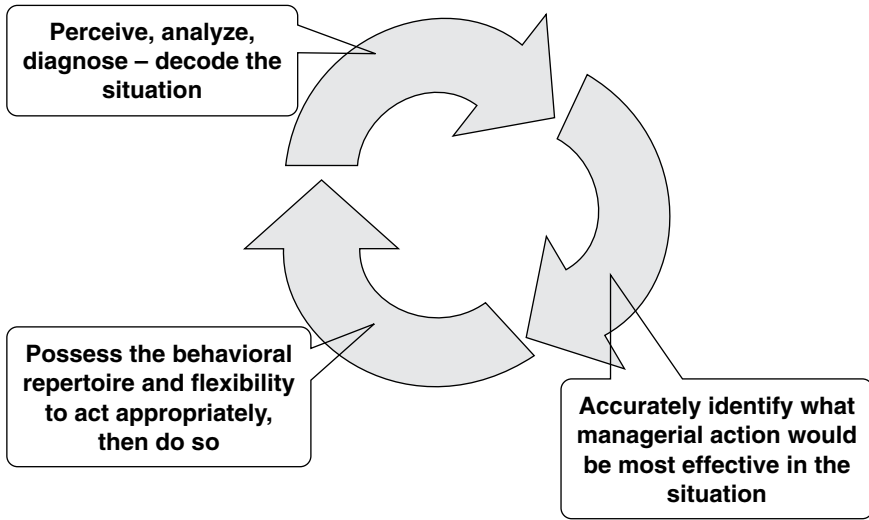 Perceive, analyze,
diagnose – decode the
situation
Accurately identify what
managerial action would
be most effective in the
situation
Possess the behavioral
repertoire and flexibility
to act appropriately,
then do so